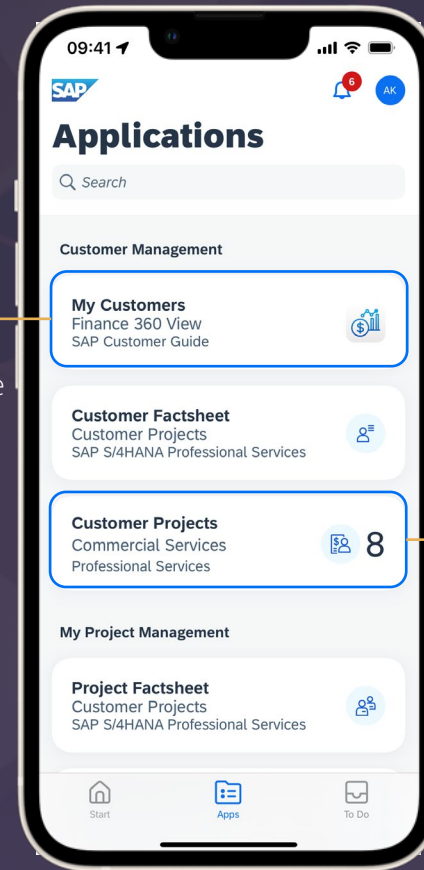 09:41
SAP
6
AK
Applications
Search
Customer Management
My Customers
Finance 360 View
SAP Customer Guide
e
Customer Factsheet
Customer Projects
SAP S/4HANA Professional Services
Customer Projects
Commercial Services
Professional Services
8
My Project Management
Project Factsheet
Customer Projects
SAP S/4HANA Professional Services
Start
Apps
To Do